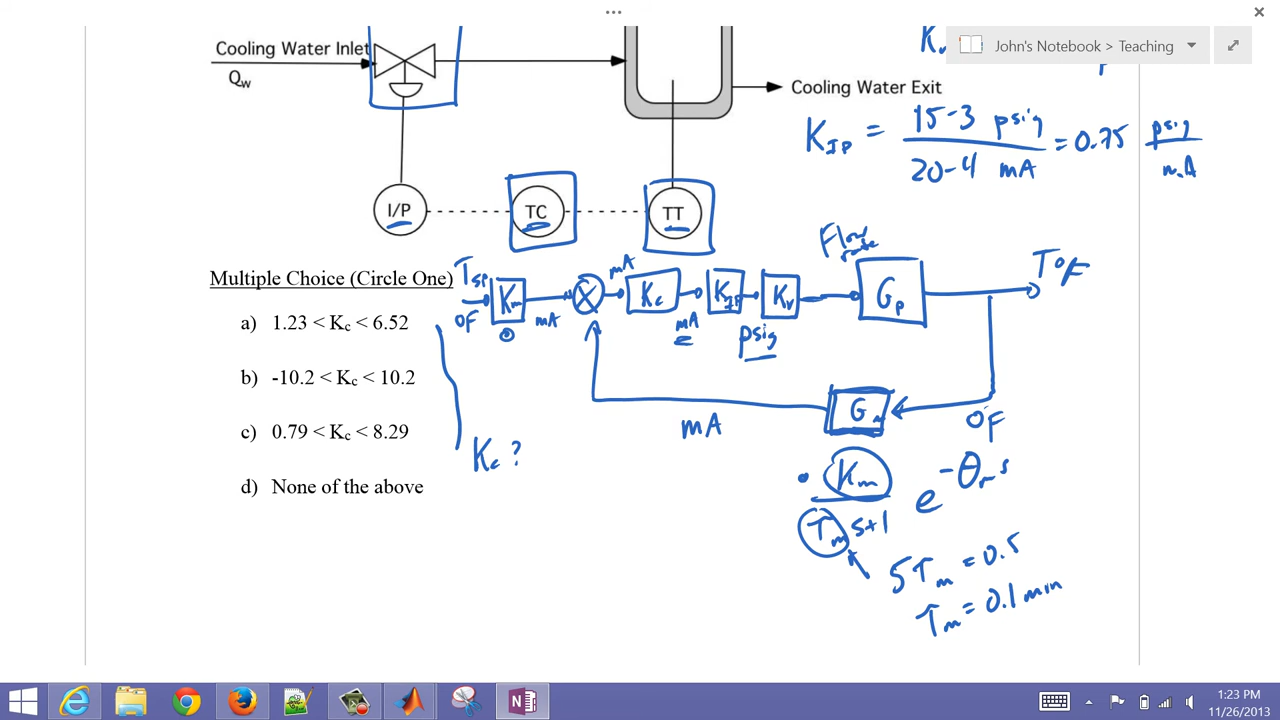 John's Notebook > Teaching
Cooling Water Inlet
Qw
Cooling Water Exit
K_IP = 15-3 psig / 20-4 mA = 0.75 psig / mA
I/P
TC
TT
Multiple Choice (Circle One)
a) 1.23 < Kc < 6.52
b) -10.2 < Kc < 10.2
c) 0.79 < Kc < 8.29
d) None of the above
Kc ?
Tsp
°F
Km
mA
X
mA
Kc
mA
K_IP
psig
Kv
Flow
rate
Gp
T °F
°F
Gm
mA
Km / τm s+1 e^-θm s
5τm = 0.5
τm = 0.1 min
1:23 PM
11/26/2013